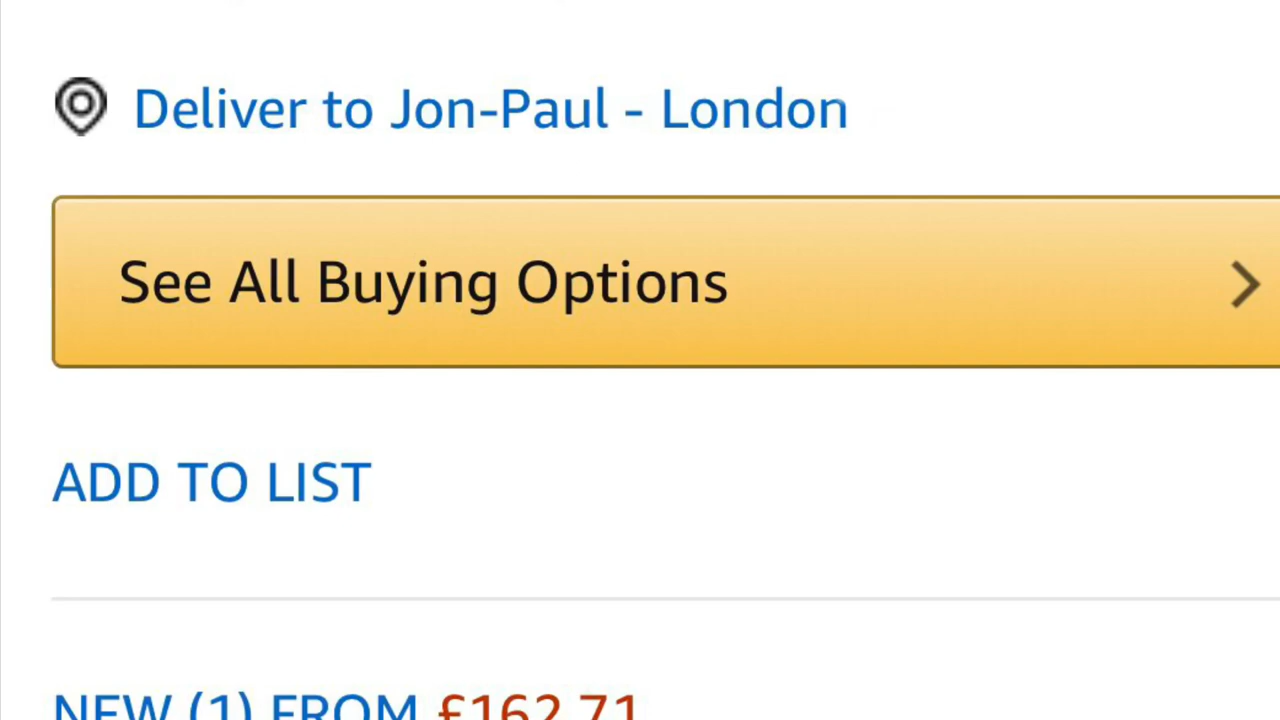 Deliver to Jon-Paul - London
See All Buying Options
ADD TO LIST
NEW (1) FROM £162.71